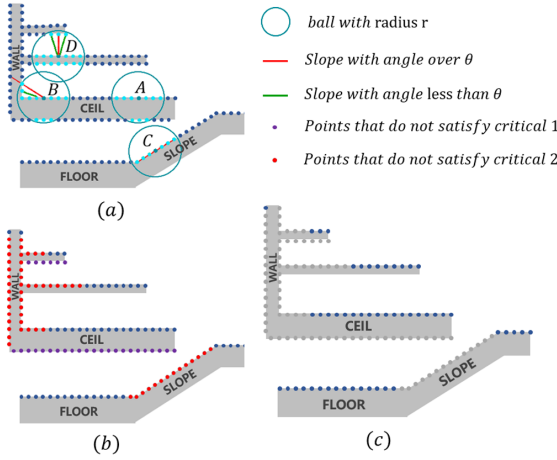 WALL
D
B
A
CEIL
C
SLOPE
FLOOR
(a)
ball with radius r
Slope with angle over θ
Slope with angle less than θ
Points that do not satisfy critical 1
Points that do not satisfy critical 2
WALL
CEIL
SLOPE
FLOOR
(b)
WALL
CEIL
SLOPE
FLOOR
(c)